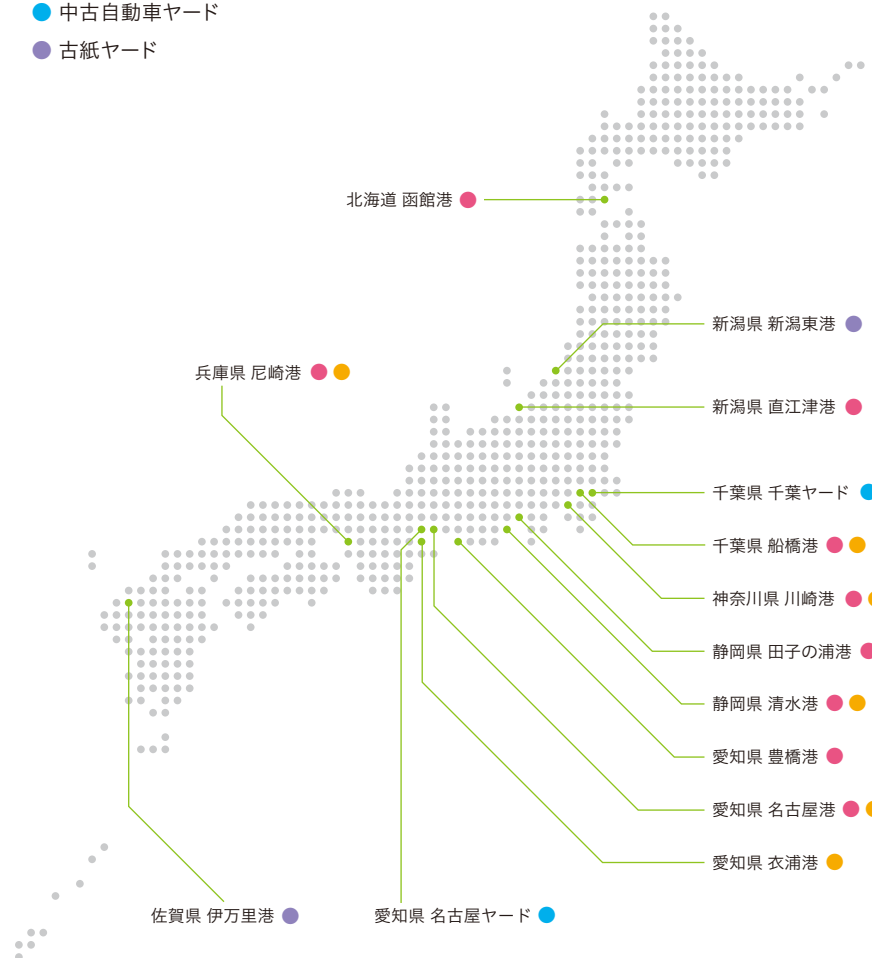 中古自動車ヤード
古紙ヤード
北海道 函館港
新潟県 新潟東港
兵庫県 尼崎港
新潟県 直江津港
千葉県 千葉ヤード
千葉県 船橋港
神奈川県 川崎港
静岡県 田子の浦港
静岡県 清水港
愛知県 豊橋港
愛知県 名古屋港
愛知県 衣浦港
佐賀県 伊万里港
愛知県 名古屋ヤード